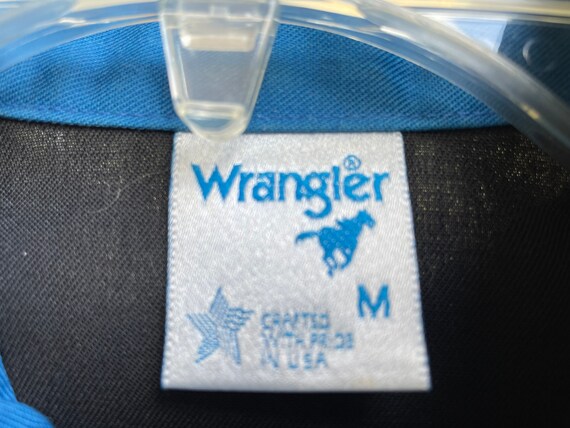 Wrangler®
M
CRAFTED
WITH PRIDE
IN USA